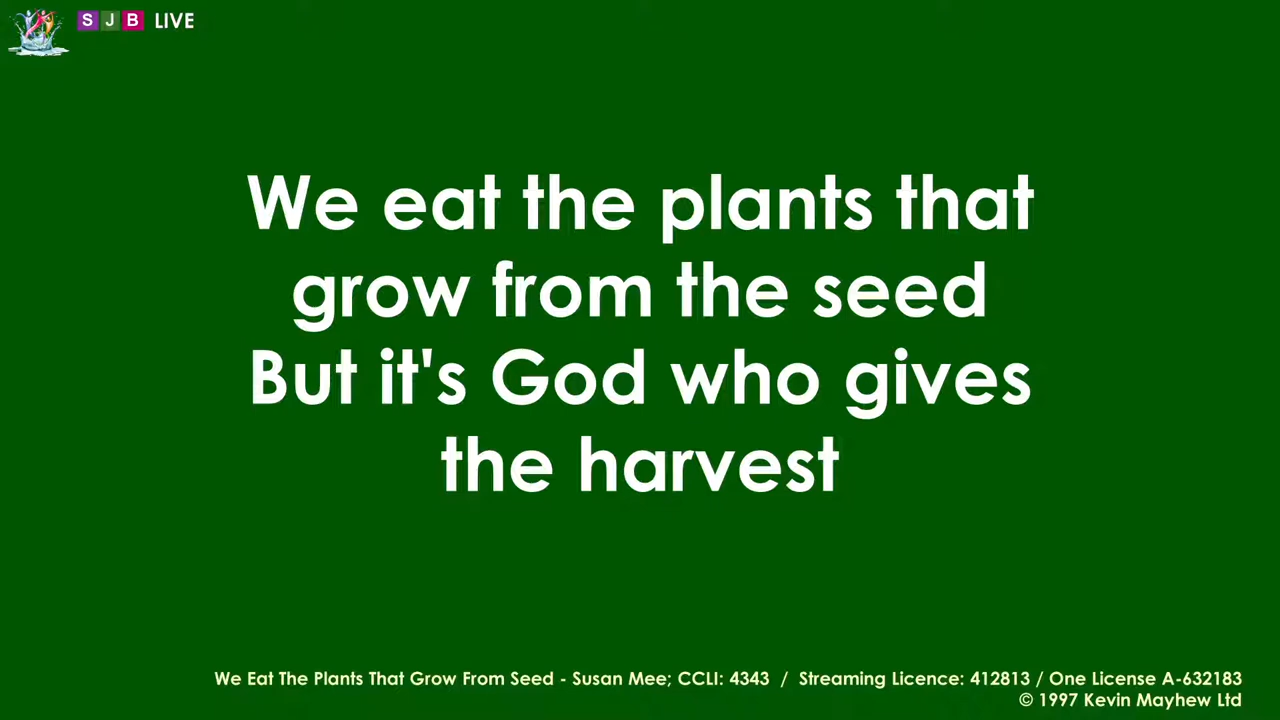 SJB LIVE
We eat the plants that
grow from the seed
But it's God who gives
the harvest
We Eat The Plants That Grow From Seed - Susan Mee; CCLI: 4343 / Streaming Licence: 412813 / One License A-632183
© 1997 Kevin Mayhew Ltd